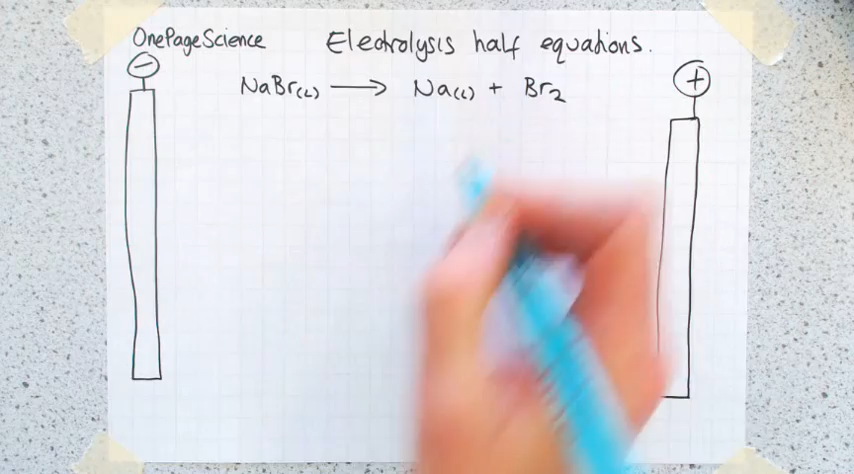 OnePageScience
Electrolysis half equations.
−
NaBr(L) ⟶ Na(L) + Br2
+